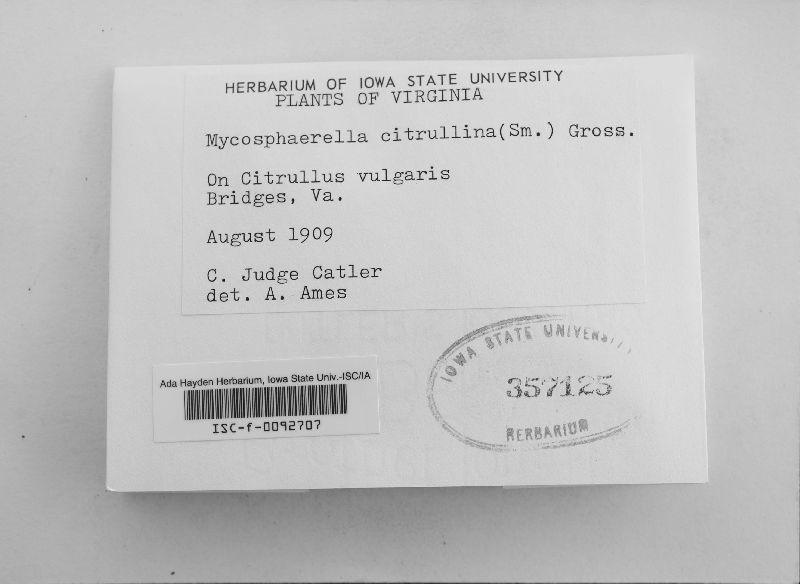 HERBARIUM OF IOWA STATE UNIVERSITY
PLANTS OF VIRGINIA
Mycosphaerella citrullina(Sm.) Gross.
On Citrullus vulgaris
Bridges, Va.
August 1909
C. Judge Catler
det. A. Ames
Ada Hayden Herbarium, Iowa State Univ.-ISC/IA
ISC-f-0092707
IOWA STATE UNIVERSITY
357125
HERBARIUM